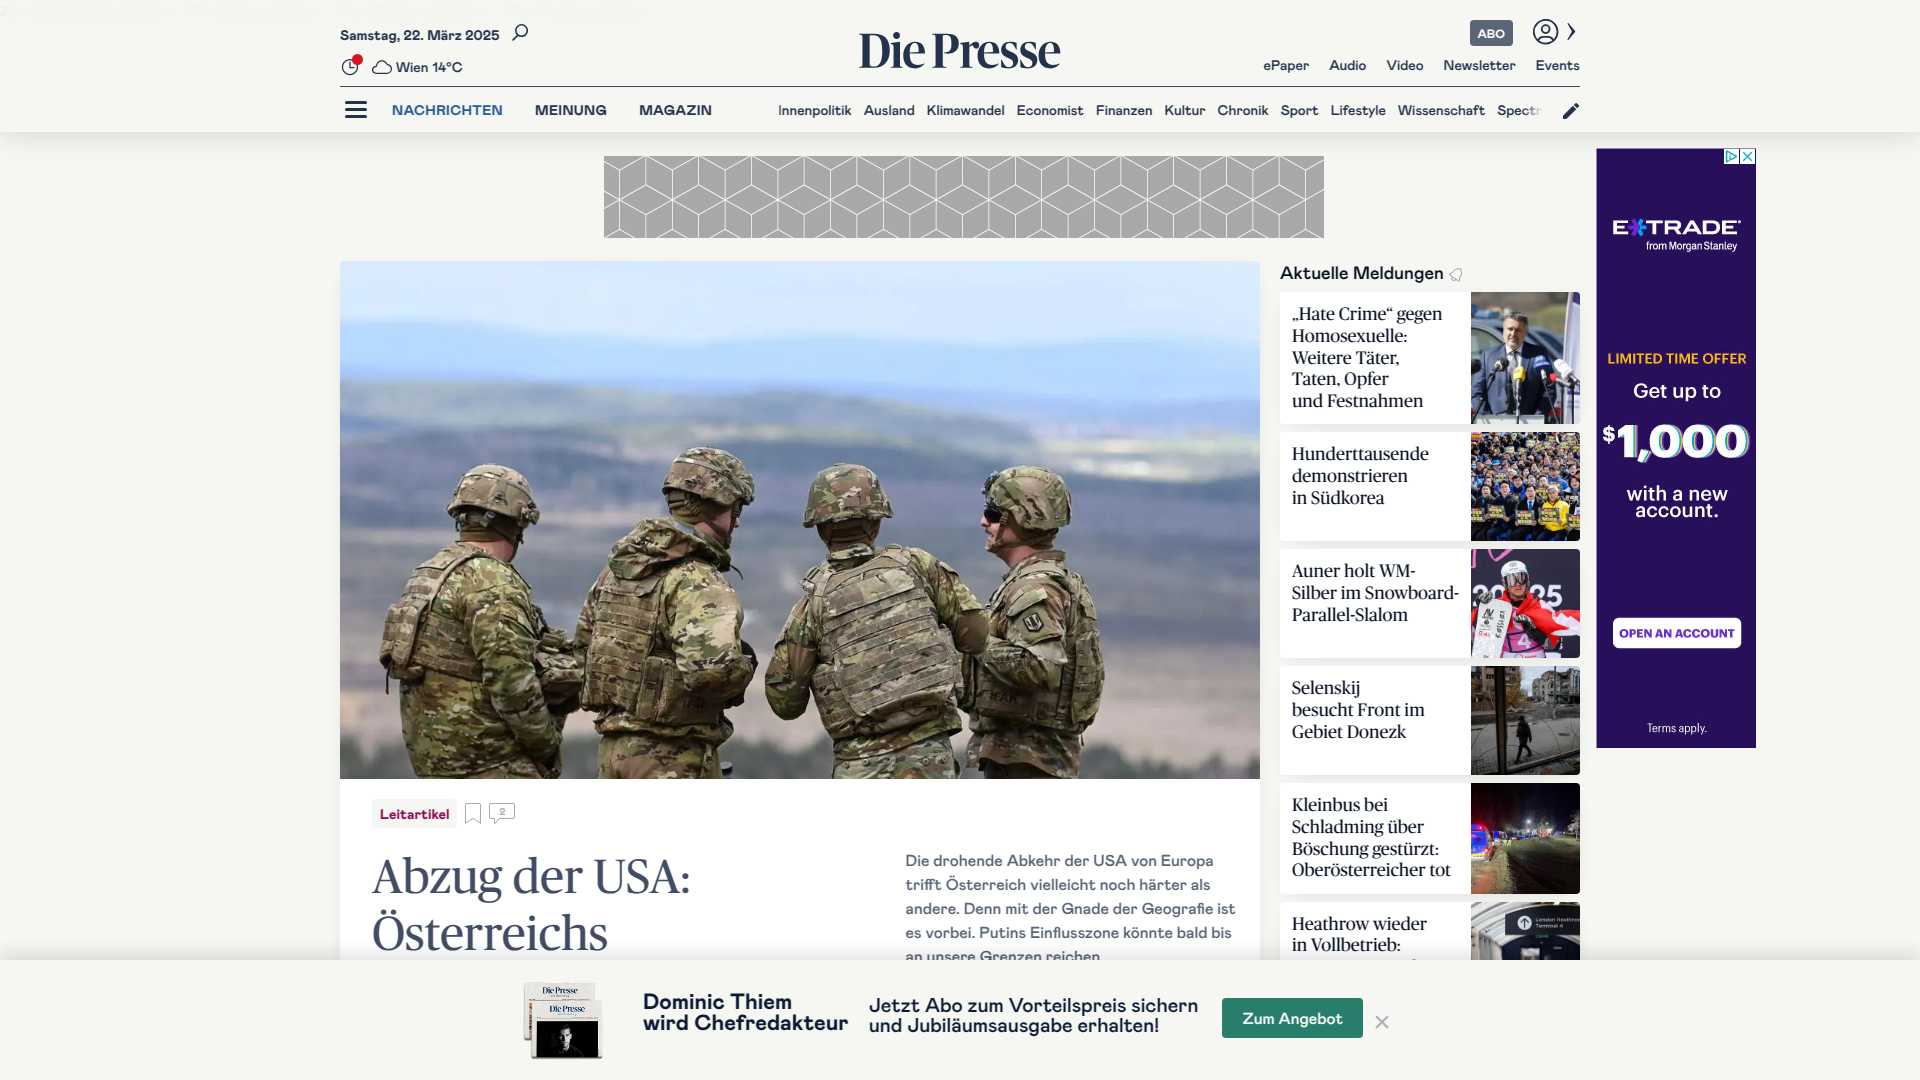 Samstag, 22. März 2025
Wien 14°C
Die Presse
ABO
ePaper Audio Video Newsletter Events
NACHRICHTEN MEINUNG MAGAZIN
Innenpolitik Ausland Klimawandel Economist Finanzen Kultur Chronik Sport Lifestyle Wissenschaft Spectr
E*TRADE
from Morgan Stanley
LIMITED TIME OFFER
Get up to
$1,000
with a new
account.
OPEN AN ACCOUNT
Terms apply.
Leitartikel
2
Abzug der USA:
Österreichs
Die drohende Abkehr der USA von Europa
trifft Österreich vielleicht noch härter als
andere. Denn mit der Gnade der Geografie ist
es vorbei. Putins Einflusszone könnte bald bis
an unsere Grenzen reichen.
Aktuelle Meldungen
„Hate Crime“ gegen
Homosexuelle:
Weitere Täter,
Taten, Opfer
und Festnahmen
Hunderttausende
demonstrieren
in Südkorea
Auner holt WM-
Silber im Snowboard-
Parallel-Slalom
Selenskij
besucht Front im
Gebiet Donezk
Kleinbus bei
Schladming über
Böschung gestürzt:
Oberösterreicher tot
Heathrow wieder
in Vollbetrieb:
Die Presse
Die Presse
Dominic Thiem
wird Chefredakteur
Jetzt Abo zum Vorteilspreis sichern
und Jubiläumsausgabe erhalten!
Zum Angebot